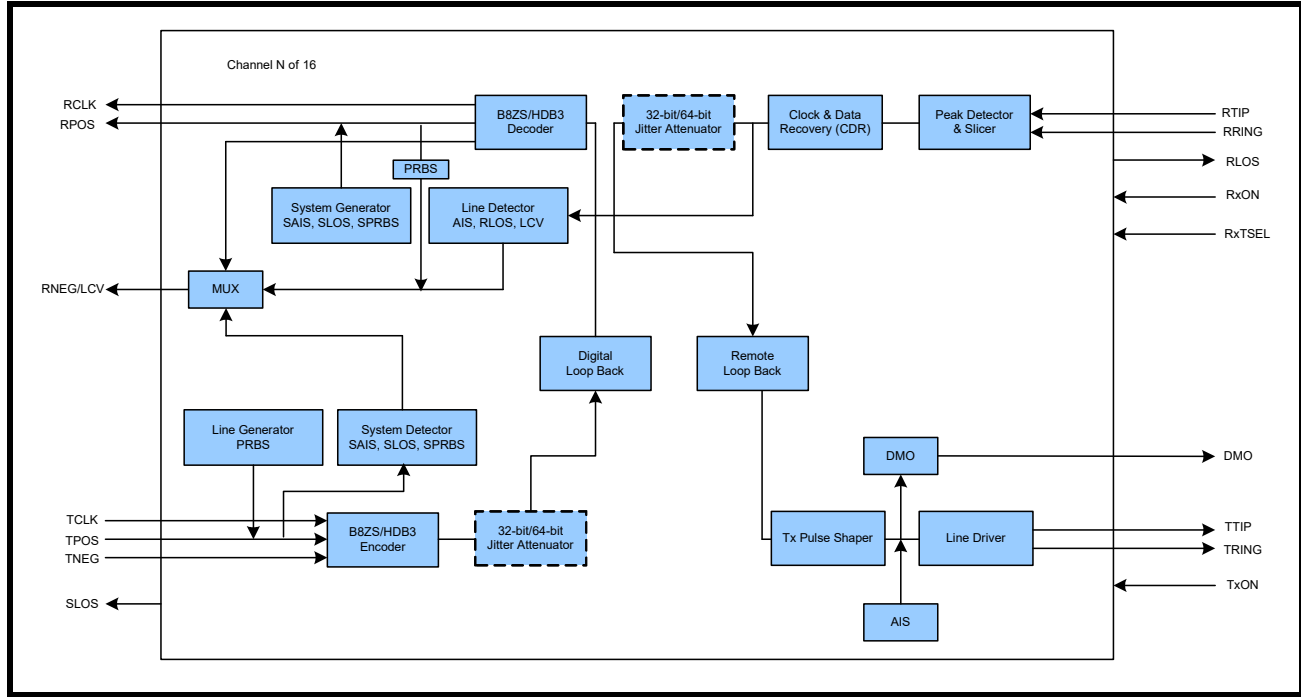 Channel N of 16
RCLK
RPOS
B8ZS/HDB3
Decoder
32-bit/64-bit
Jitter Attenuator
Clock & Data
Recovery (CDR)
Peak Detector
& Slicer
RTIP
RRING
RLOS
RxON
RxTSEL
PRBS
System Generator
SAIS, SLOS, SPRBS
Line Detector
AIS, RLOS, LCV
RNEG/LCV
MUX
Digital
Loop Back
Remote
Loop Back
Line Generator
PRBS
System Detector
SAIS, SLOS, SPRBS
DMO
DMO
TCLK
TPOS
TNEG
B8ZS/HDB3
Encoder
32-bit/64-bit
Jitter Attenuator
Tx Pulse Shaper
Line Driver
TTIP
TRING
TxON
SLOS
AIS